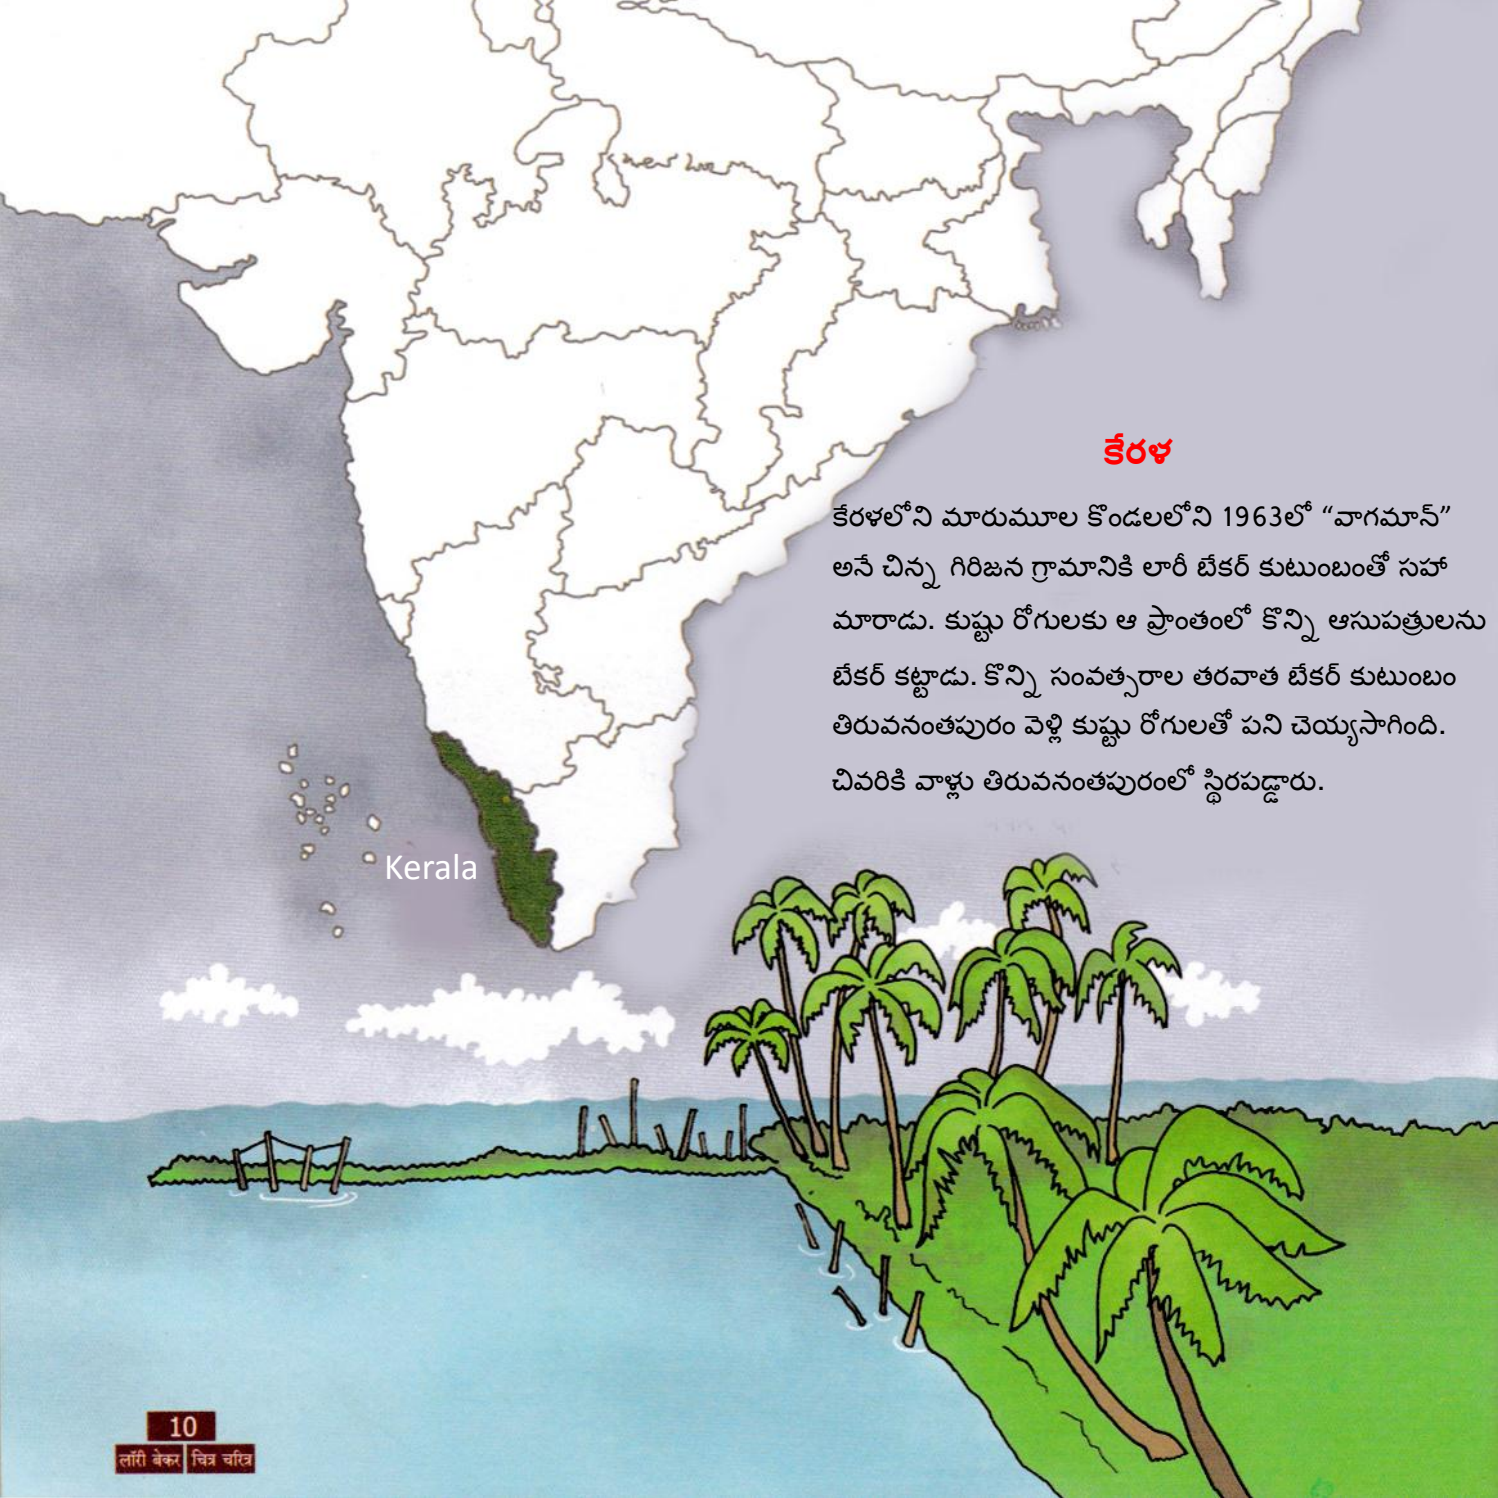 కేరళ
కేరళలోని మారుమూల కొండలలోని 1963లో “వాగమాన్”
అనే చిన్న గిరిజన గ్రామానికి లారీ బేకర్ కుటుంబంతో సహా
మారాడు. కుష్టు రోగులకు ఆ ప్రాంతంలో కొన్ని ఆసుపత్రులను
బేకర్ కట్టాడు. కొన్ని సంవత్సరాల తరవాత బేకర్ కుటుంబం
తిరువనంతపురం వెళ్లి కుష్టు రోగులతో పని చెయ్యసాగింది.
చివరికి వాళ్లు తిరువనంతపురంలో స్థిరపడ్డారు.
Kerala
10
लॉरी बेकर चित्र चरित्र